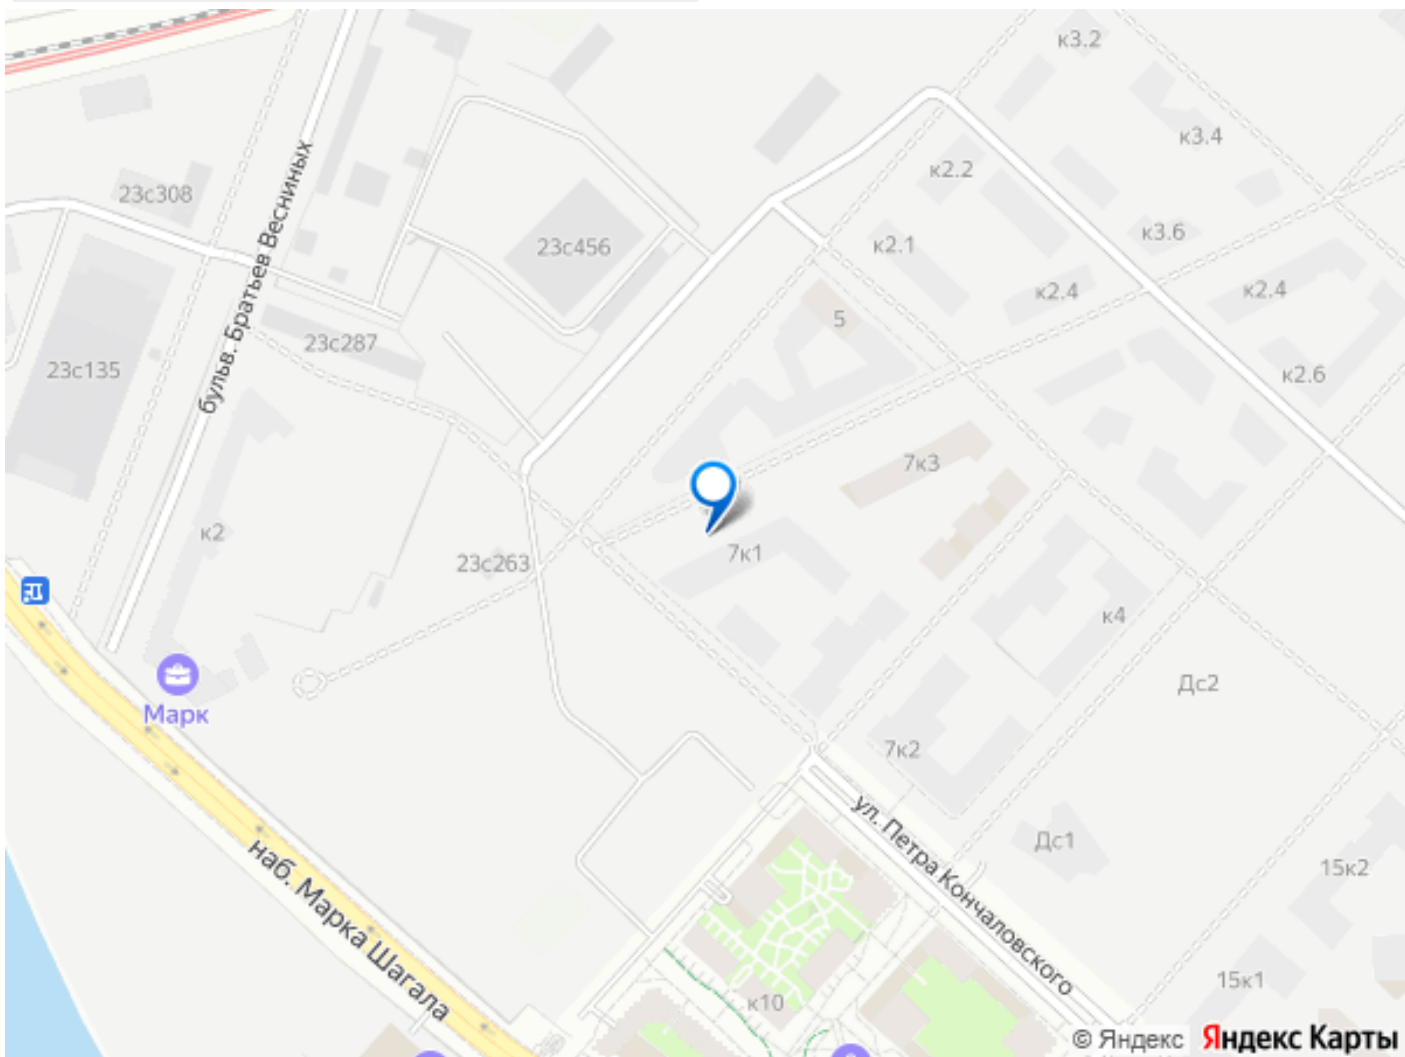 к3.2
к3.4
к2.2
23с308
к3.6
к2.1
23с456
к2.4
к2.4
бульв. Братьев Весниных
5
23с287
23с135
к2.6
7к3
к2
7к1
23с263
к4
Дс2
Марк
7к2
ул. Петра Кончаловского
Дс1
15к2
наб. Марка Шагала
15к1
к10
© Яндекс Яндекс Карты